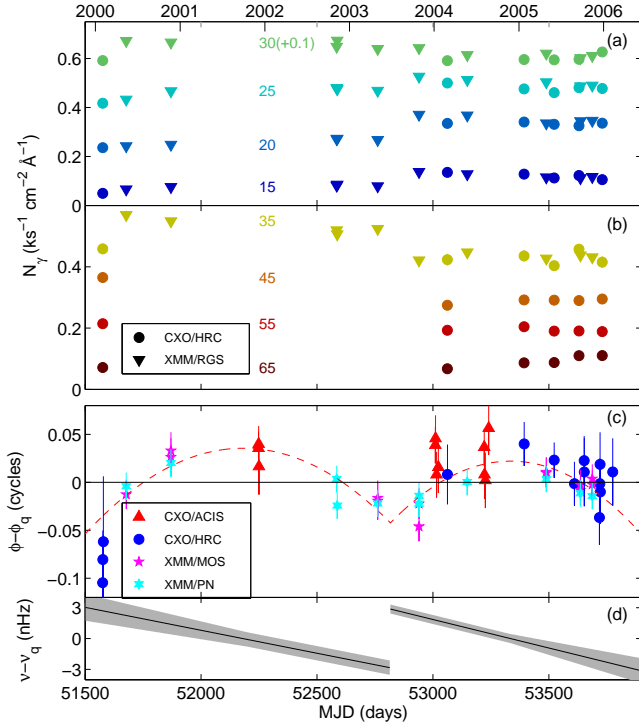 2000 2001 2002 2003 2004 2005 2006
(a)
30(+0.1)
0.6
25
0.4
20
0.2
15
0
(b)
35
0.4
45
0.2
55
65
0
CXO/HRC
XMM/RGS
Nγ (ks⁻¹ cm⁻² Å⁻¹)
(c)
0.05
0
−0.05
−0.1
ϕ−ϕq (cycles)
CXO/ACIS
CXO/HRC
XMM/MOS
XMM/PN
(d)
3
0
−3
ν−νq (nHz)
51500 52000 52500 53000 53500
MJD (days)